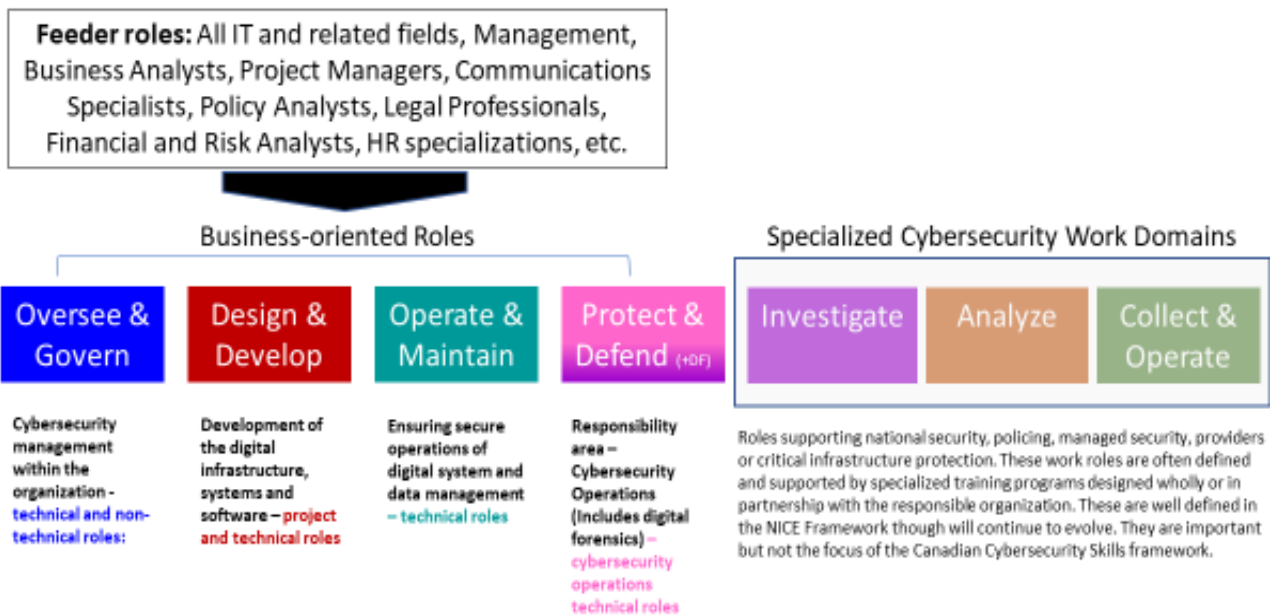 Feeder roles: All IT and related fields, Management,
Business Analysts, Project Managers, Communications
Specialists, Policy Analysts, Legal Professionals,
Financial and Risk Analysts, HR specializations, etc.
Business-oriented Roles
Specialized Cybersecurity Work Domains
Oversee &
Govern
Design &
Develop
Operate &
Maintain
Protect &
Defend (+DF)
Investigate
Analyze
Collect &
Operate
Cybersecurity
management
within the
organization -
technical and non-
technical roles:
Development of
the digital
infrastructure,
systems and
software – project
and technical roles
Ensuring secure
operations of
digital system and
data management
– technical roles
Responsibility
area –
Cybersecurity
Operations
(Includes digital
forensics) –
cybersecurity
operations
technical roles
Roles supporting national security, policing, managed security, providers
or critical infrastructure protection. These work roles are often defined
and supported by specialized training programs designed wholly or in
partnership with the responsible organization. These are well defined in
the NICE Framework though will continue to evolve. They are important
but not the focus of the Canadian Cybersecurity Skills framework.